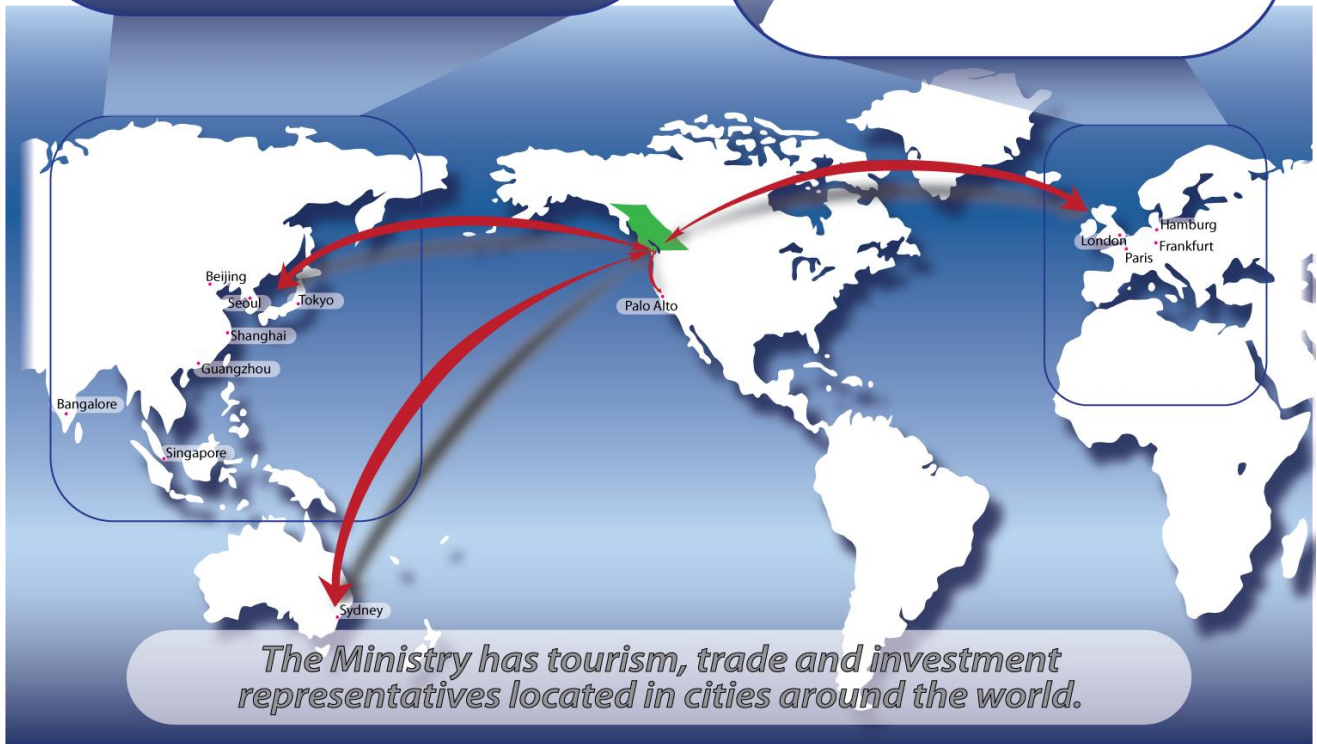 Hamburg
London
Frankfurt
Paris
Beijing
Seoul
Tokyo
Palo Alto
Shanghai
Guangzhou
Bangalore
Singapore
Sydney
The Ministry has tourism, trade and investment
representatives located in cities around the world.